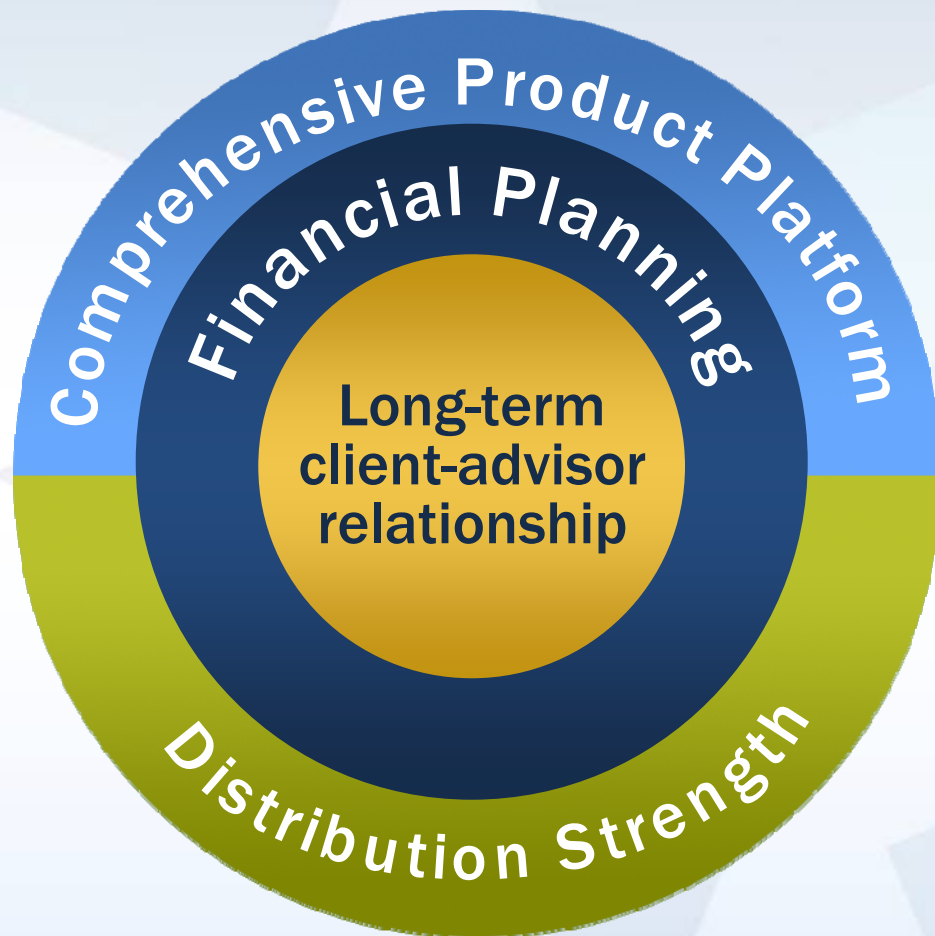 Comprehensive Product Platform
Financial Planning
Long-term
client-advisor
relationship
Distribution Strength